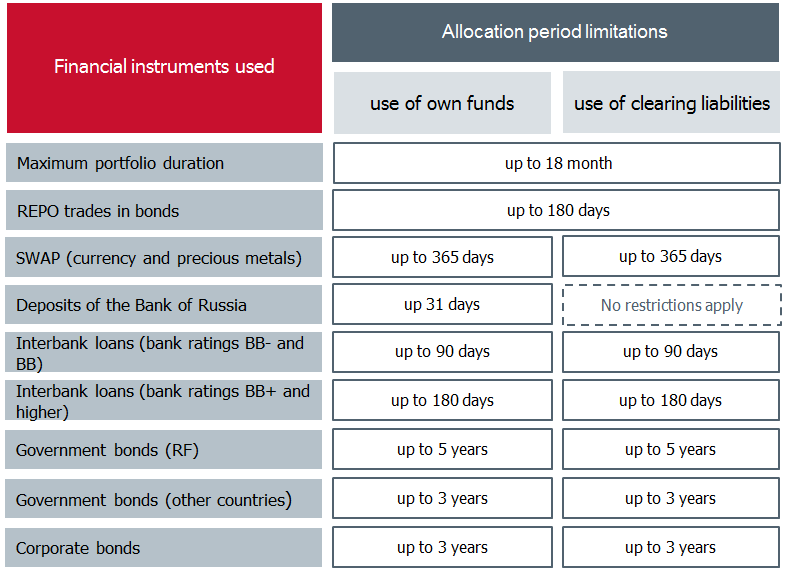 Financial instruments used
Allocation period limitations
use of own funds
use of clearing liabilities
Maximum portfolio duration
up to 18 month
REPO trades in bonds
up to 180 days
SWAP (currency and precious metals)
up to 365 days
up to 365 days
Deposits of the Bank of Russia
up 31 days
No restrictions apply
Interbank loans (bank ratings BB- and
BB)
up to 90 days
up to 90 days
Interbank loans (bank ratings BB+ and
higher)
up to 180 days
up to 180 days
Government bonds (RF)
up to 5 years
up to 5 years
Government bonds (other countries)
up to 3 years
up to 3 years
Corporate bonds
up to 3 years
up to 3 years